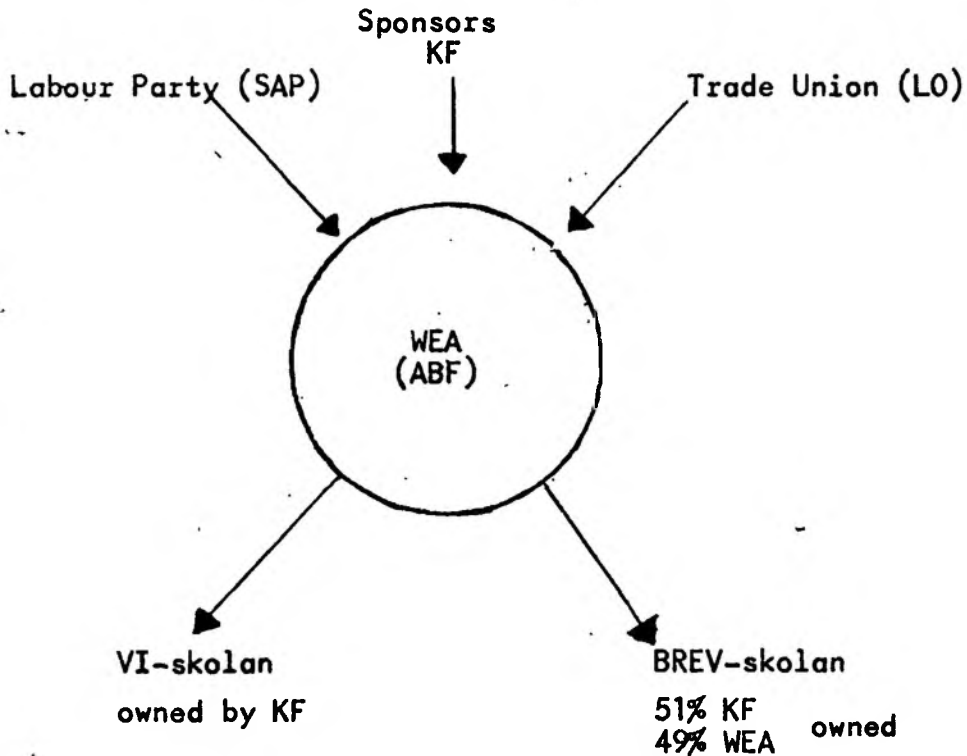 Sponsors
KF
Labour Party (SAP)
Trade Union (LO)
WEA
(ABF)
VI-skolan
owned by KF
BREV-skolan
51% KF
49% WEA owned